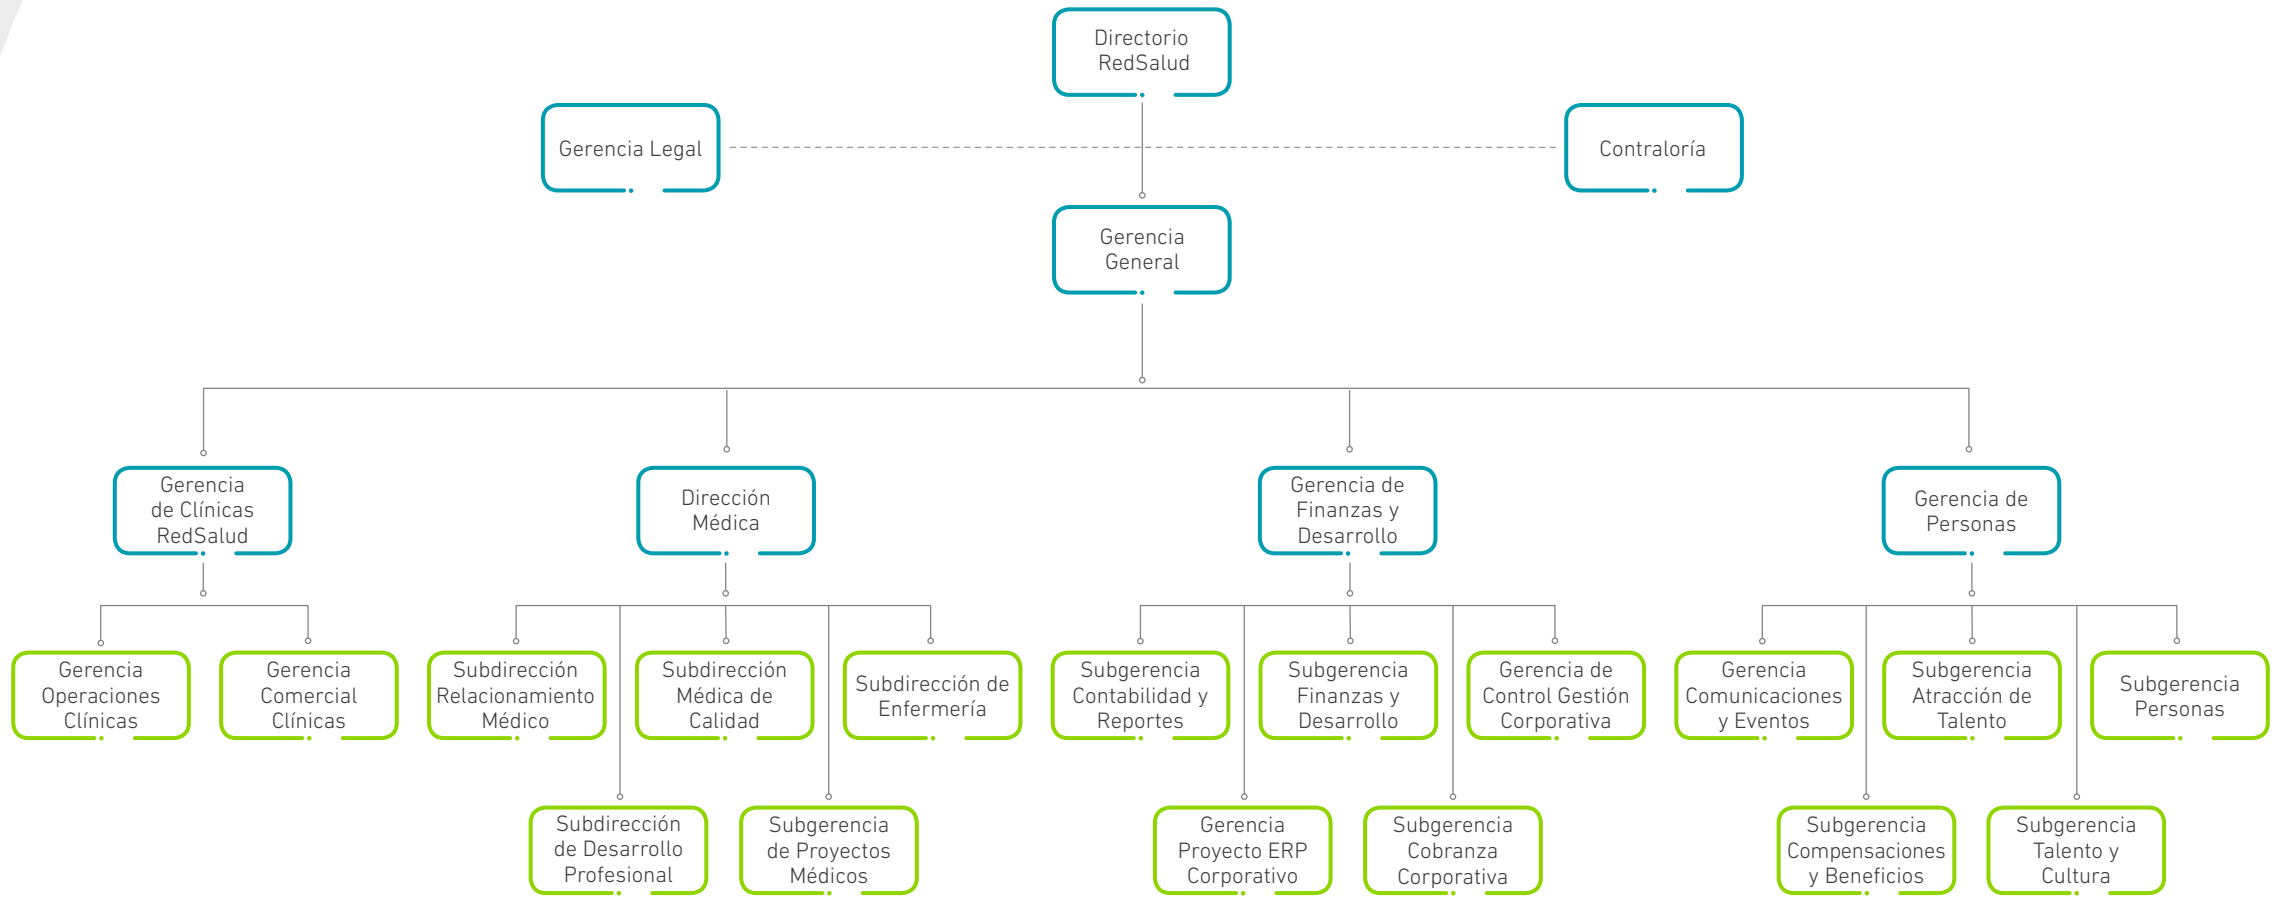 Directorio
RedSalud
Gerencia Legal
Contraloría
Gerencia
General
Gerencia
de Clínicas
RedSalud
Dirección
Médica
Gerencia de
Finanzas y
Desarrollo
Gerencia de
Personas
Gerencia
Operaciones
Clínicas
Gerencia
Comercial
Clínicas
Subdirección
Relacionamiento
Médico
Subdirección
Médica de
Calidad
Subdirección de
Enfermería
Subgerencia
Contabilidad y
Reportes
Subgerencia
Finanzas y
Desarrollo
Gerencia de
Control Gestión
Corporativa
Gerencia
Comunicaciones
y Eventos
Subgerencia
Atracción de
Talento
Subgerencia
Personas
Subdirección
de Desarrollo
Profesional
Subgerencia
de Proyectos
Médicos
Gerencia
Proyecto ERP
Corporativo
Subgerencia
Cobranza
Corporativa
Subgerencia
Compensaciones
y Beneficios
Subgerencia
Talento y
Cultura